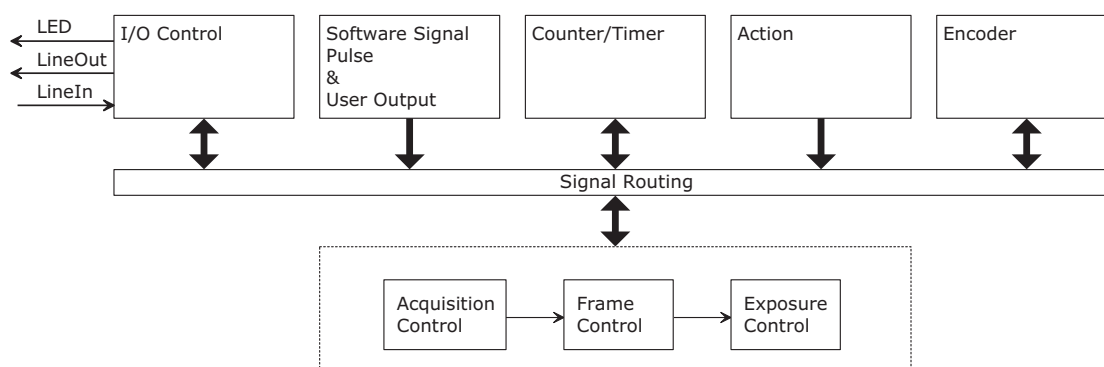 LED
LineOut
LineIn
I/O Control
Software Signal
Pulse
&
User Output
Counter/Timer
Action
Encoder
Signal Routing
Acquisition
Control
Frame
Control
Exposure
Control